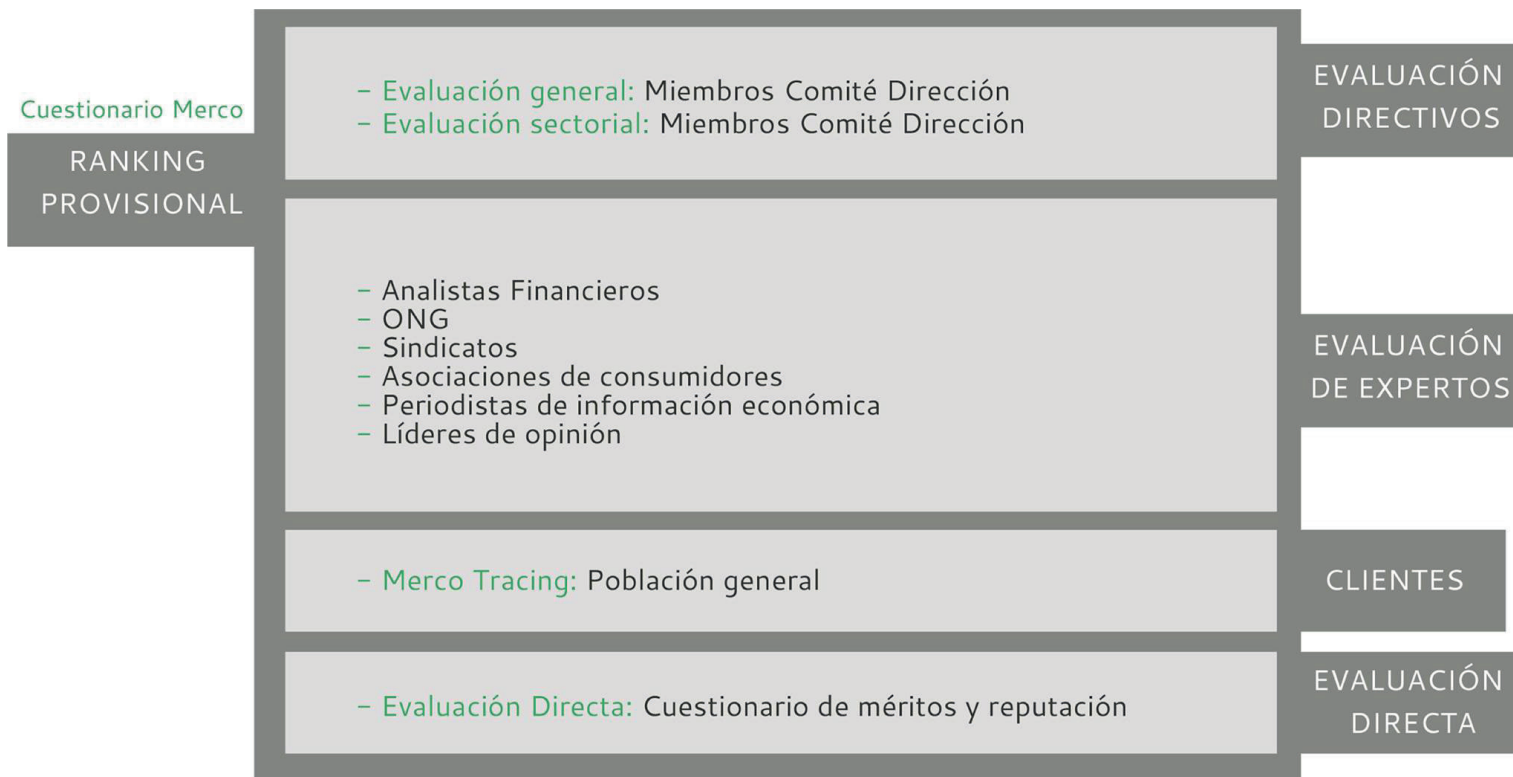 Cuestionario Merco
RANKING
PROVISIONAL
- Evaluación general: Miembros Comité Dirección
- Evaluación sectorial: Miembros Comité Dirección
EVALUACIÓN
DIRECTIVOS
- Analistas Financieros
- ONG
- Sindicatos
- Asociaciones de consumidores
- Periodistas de información económica
- Líderes de opinión
EVALUACIÓN
DE EXPERTOS
- Merco Tracing: Población general
CLIENTES
- Evaluación Directa: Cuestionario de méritos y reputación
EVALUACIÓN
DIRECTA